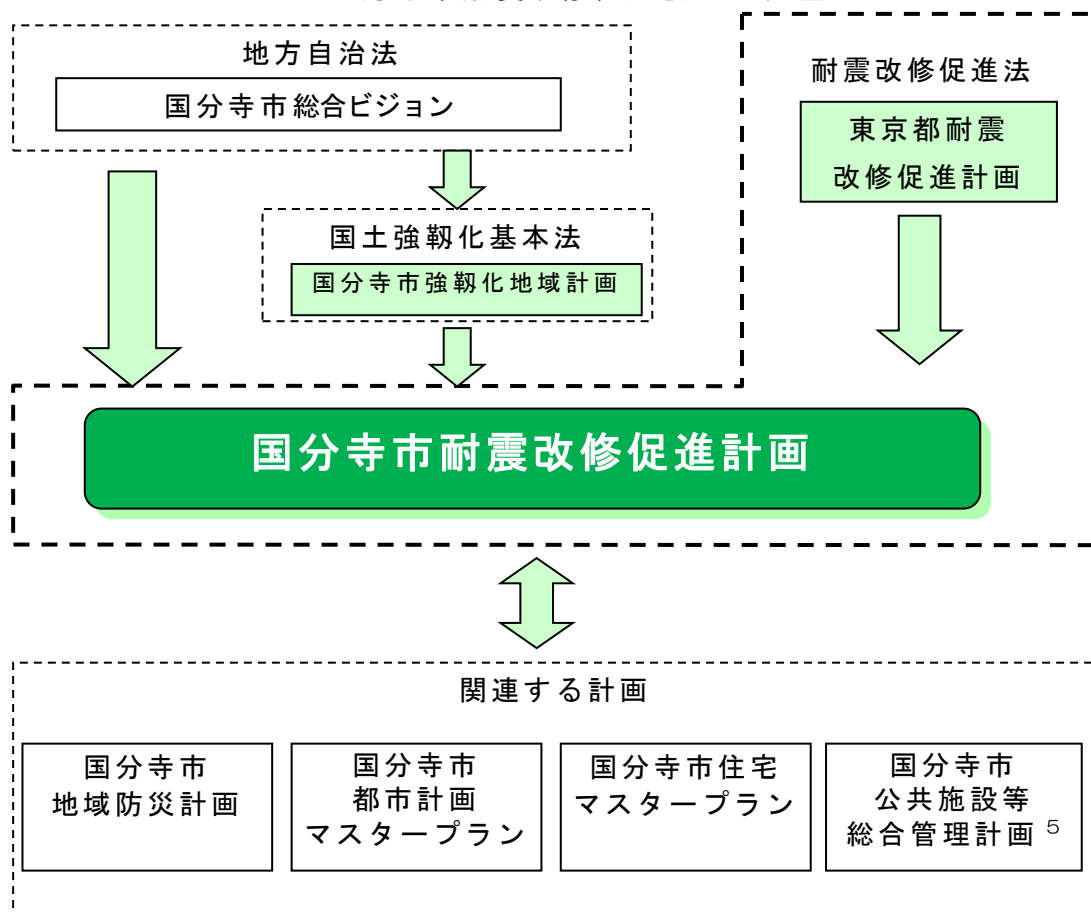 地方自治法
国分寺市総合ビジョン
耐震改修促進法
東京都耐震
改修促進計画
国土強靱化基本法
国分寺市強靱化地域計画
国分寺市耐震改修促進計画
関連する計画
国分寺市
地域防災計画
国分寺市
都市計画
マスタープラン
国分寺市住宅
マスタープラン
国分寺市
公共施設等
総合管理計画 5